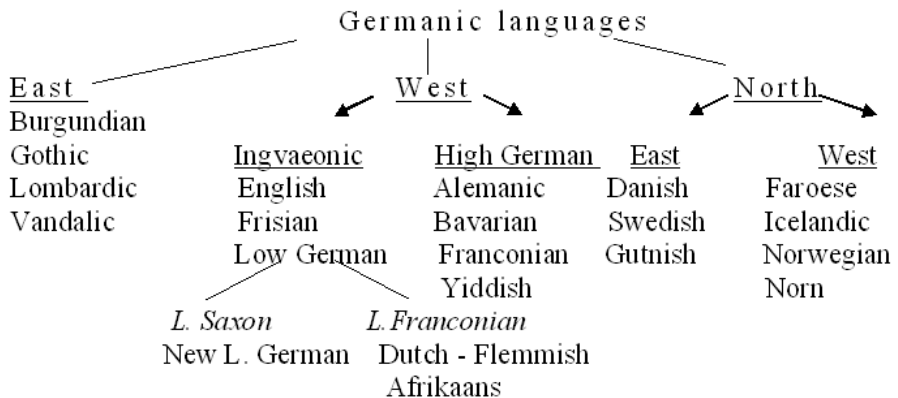 Germanic languages
East West North
Burgundian
Gothic Ingvaeonic High German East West
Lombardic English Alemanic Danish Faroese
Vandalic Frisian Bavarian Swedish Icelandic
Low German Franconian Gutnish Norwegian
Yiddish Norn
L. Saxon L.Franconian
New L. German Dutch - Flemmish
Afrikaans